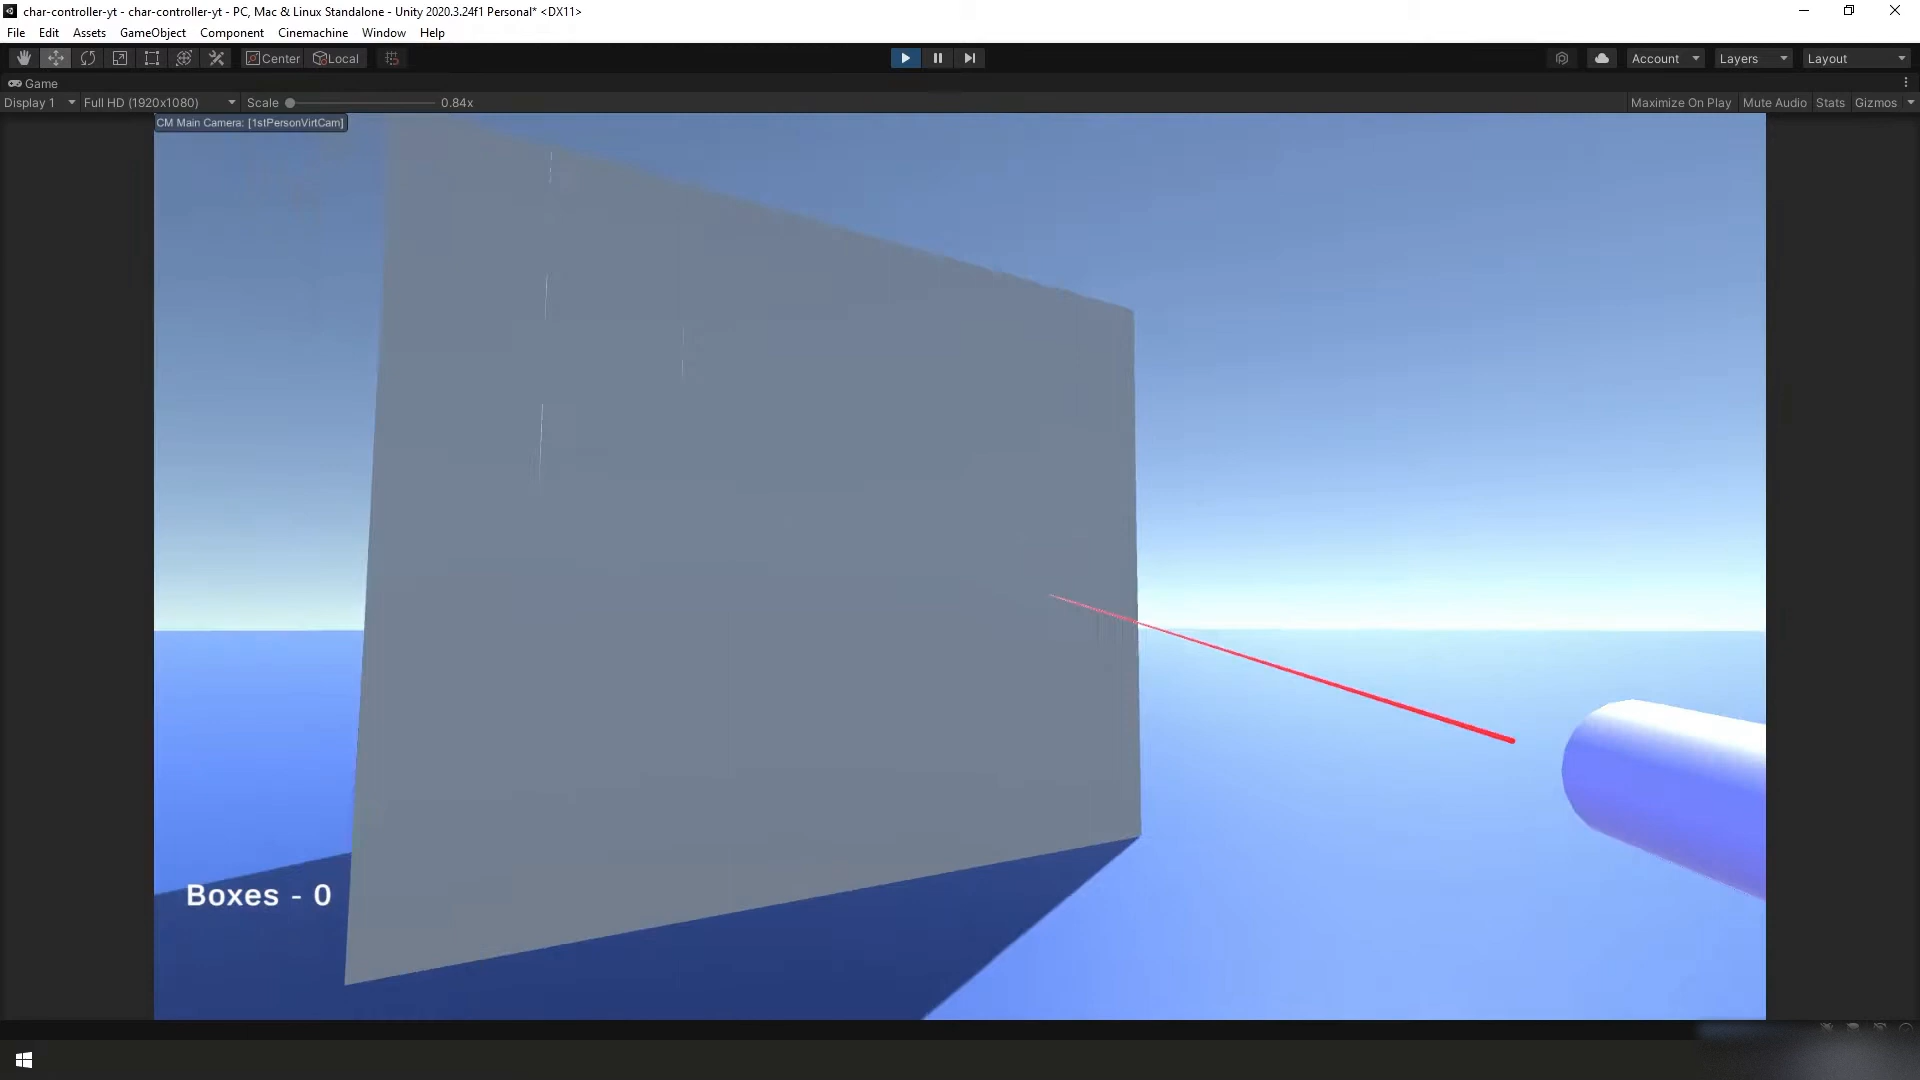 char-controller-yt - char-controller-yt - PC, Mac & Linux Standalone - Unity 2020.3.24f1 Personal* <DX11>
File Edit Assets GameObject Component Cinemachine Window Help
Center Local Account Layers Layout
Game
Display 1 Full HD (1920x1080) Scale 0.84x Maximize On Play Mute Audio Stats Gizmos
CM Main Camera: [1stPersonVirtCam]
Boxes - 0